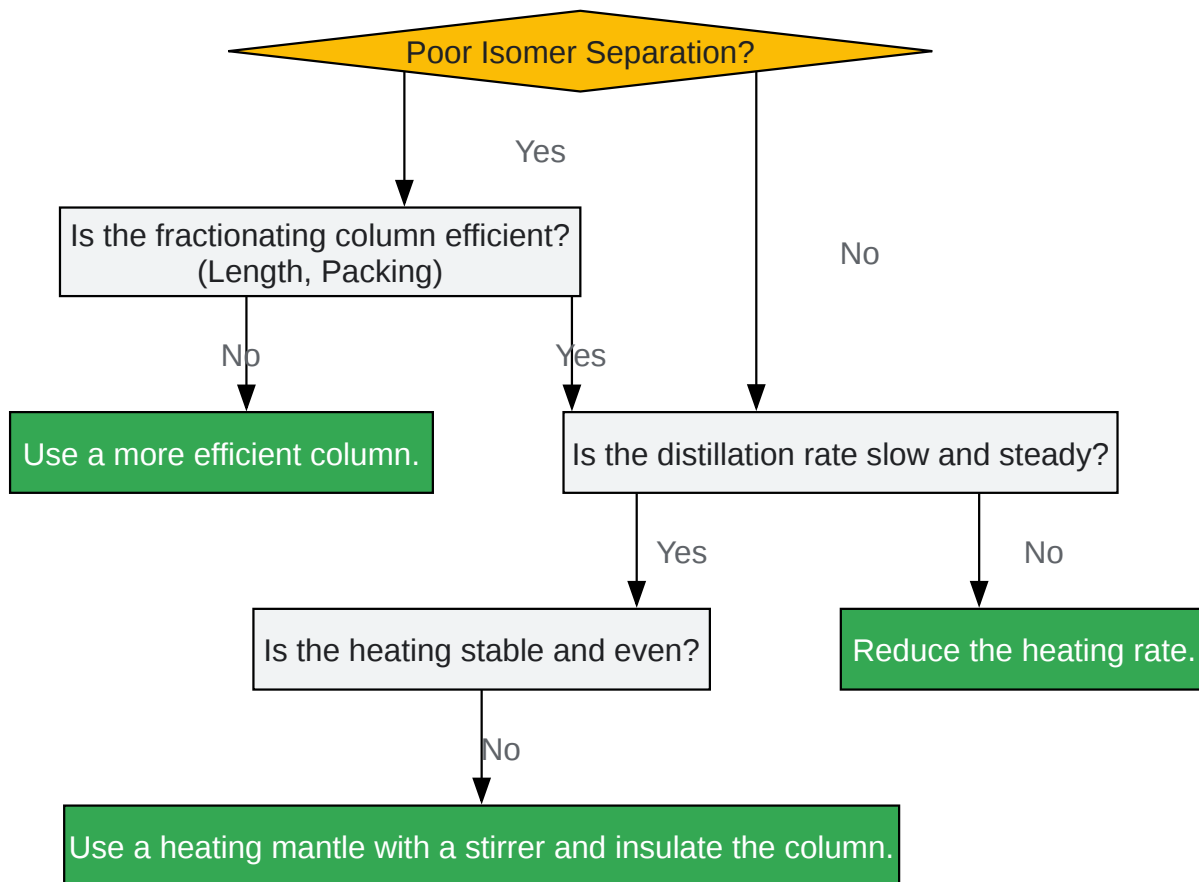 Poor Isomer Separation?
Yes
Is the fractionating column efficient?
(Length, Packing)
No
No
Yes
Use a more efficient column.
Is the distillation rate slow and steady?
Yes
No
Is the heating stable and even?
Reduce the heating rate.
No
Use a heating mantle with a stirrer and insulate the column.